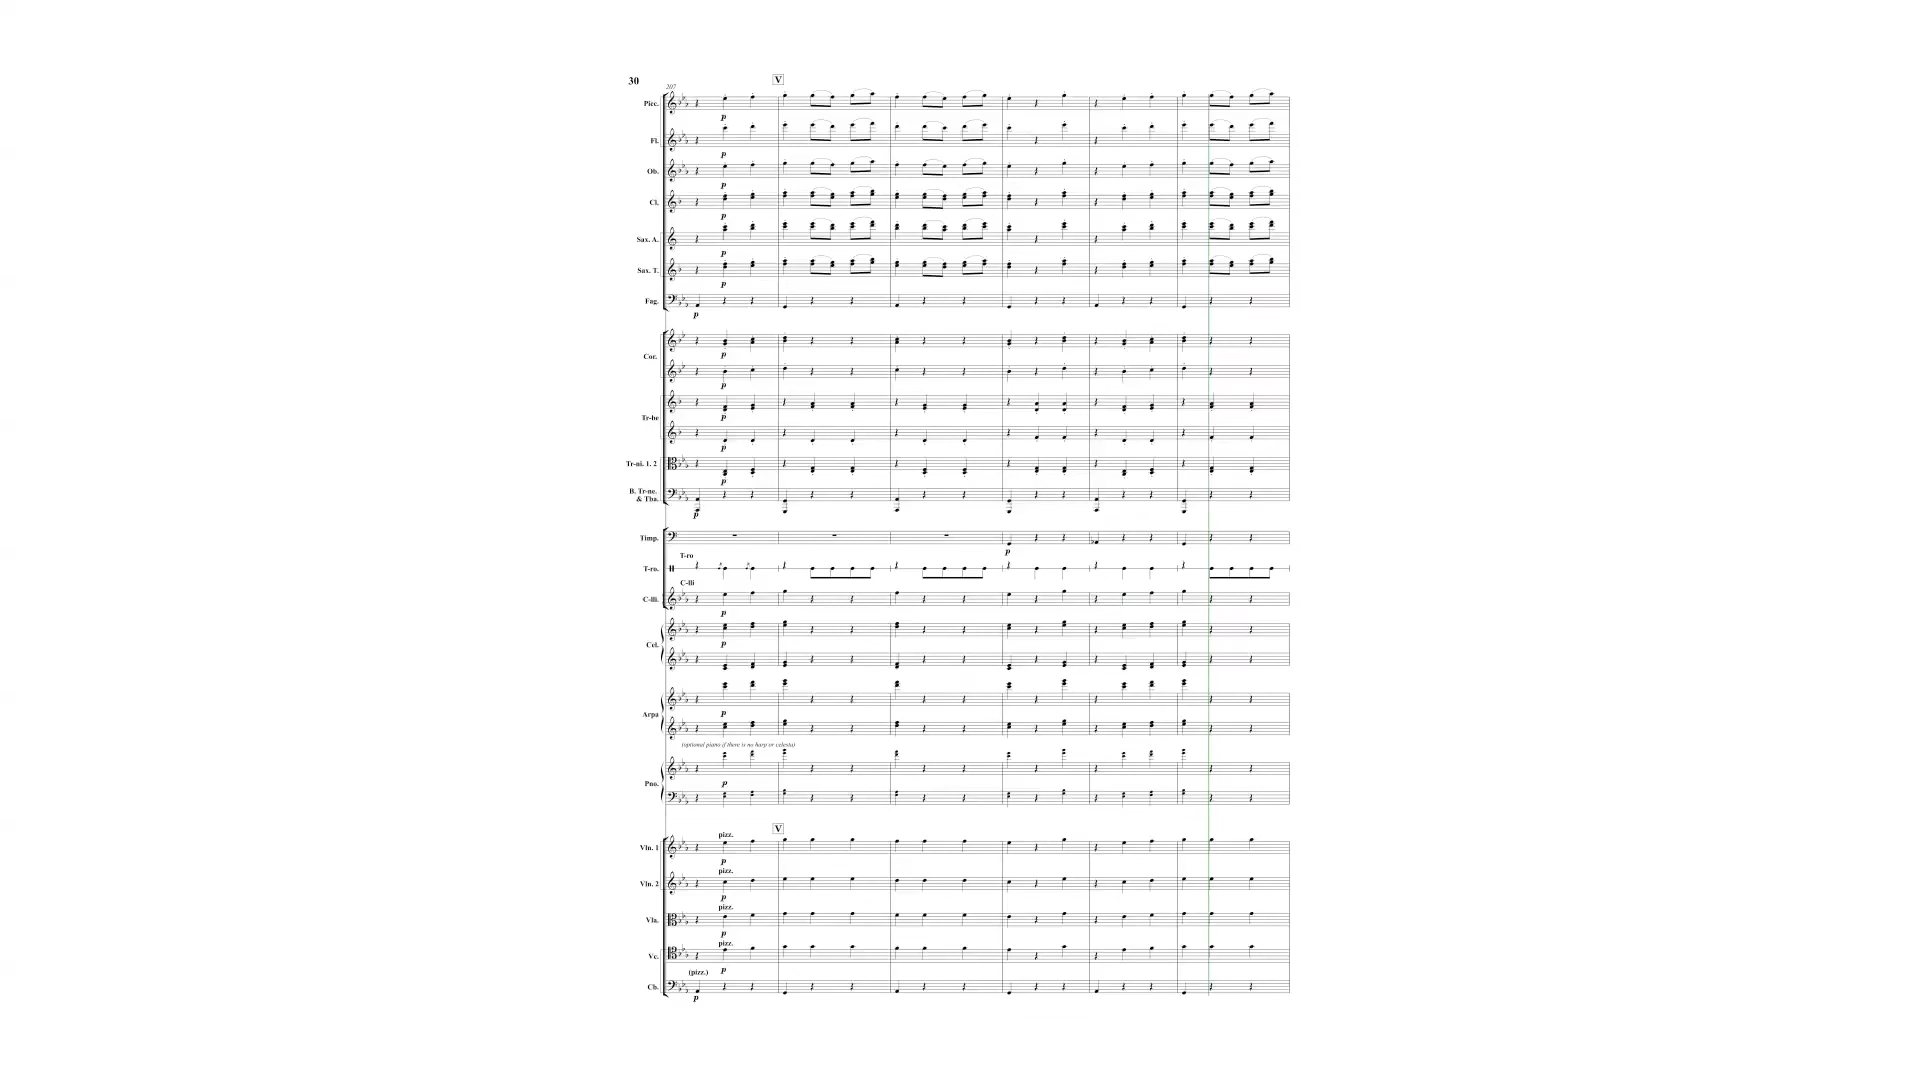 30
V
207
Picc.
p
Fl.
p
Ob.
p
Cl.
p
Sax. A.
p
Sax. T.
p
Fag.
p
Cor.
p
p
Tr-be
p
p
Tr-ni. 1. 2
p
B. Tr-ne.
& Tba.
p
Timp.
p
T-ro
T-ro.
C-lli
C-lli.
p
Cel.
p
Arpa
p
(optional piano if there is no harp or celesta)
Pno.
p
V
pizz.
Vln. 1
p
pizz.
Vln. 2
p
pizz.
Vla.
p
pizz.
Vc.
p
(pizz.)
Cb.
p